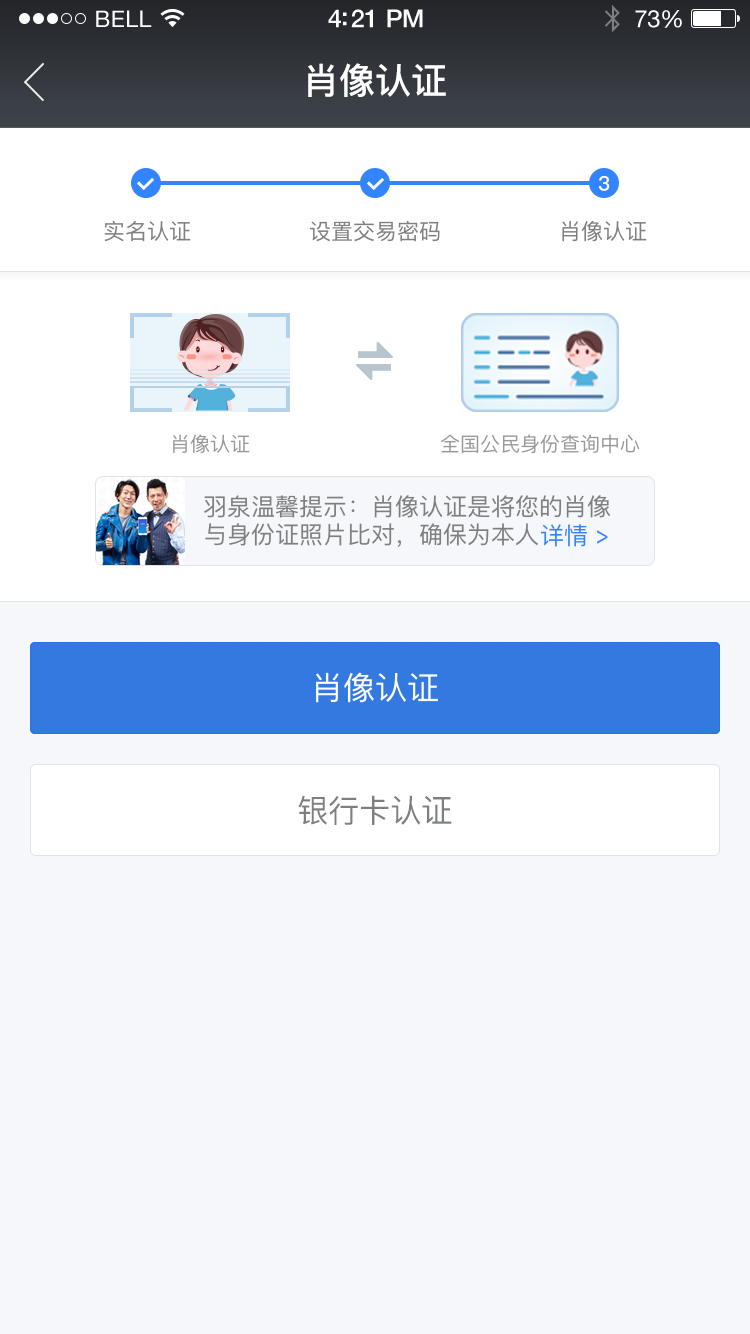 BELL 4:21 PM 73%
肖像认证
3
实名认证 设置交易密码 肖像认证
肖像认证 全国公民身份查询中心
羽泉温馨提示：肖像认证是将您的肖像
与身份证照片比对，确保为本人详情 >
肖像认证
银行卡认证